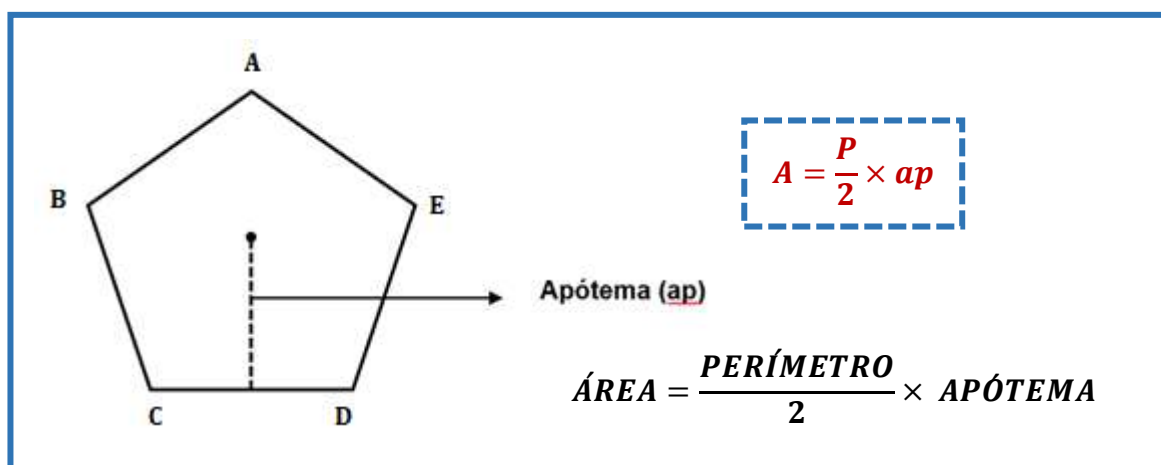 A
B
E
C
D
A = P/2 × ap
Apótema (ap)
ÁREA = PERÍMETRO/2 × APÓTEMA